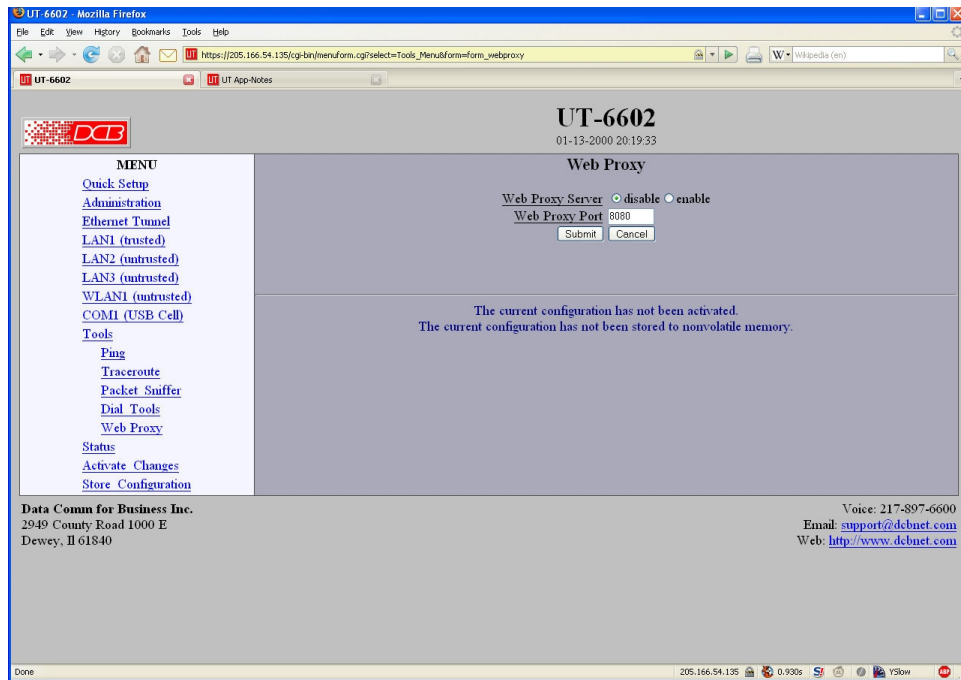 UT-6602 - Mozilla Firefox
File Edit View History Bookmarks Tools Help
UT https://205.166.54.135/cgi-bin/menuform.cgi?select=Tools_Menu&form=form_webproxy W Wikipedia (en)
UT UT-6602 UT UT App-Notes
DCB
UT-6602
01-13-2000 20:19:33
MENU
Quick Setup
Administration
Ethernet Tunnel
LAN1 (trusted)
LAN2 (untrusted)
LAN3 (untrusted)
WLAN1 (untrusted)
COM1 (USB Cell)
Tools
Ping
Traceroute
Packet Sniffer
Dial Tools
Web Proxy
Status
Activate Changes
Store Configuration
Web Proxy
Web Proxy Server disable enable
Web Proxy Port 8080
Submit Cancel
The current configuration has not been activated.
The current configuration has not been stored to nonvolatile memory.
Data Comm for Business Inc.
2949 County Road 1000 E
Dewey, Il 61840
Voice: 217-897-6600
Email: support@dcbnet.com
Web: http://www.dcbnet.com
Done 205.166.54.135 0.930s S YSlow ABP